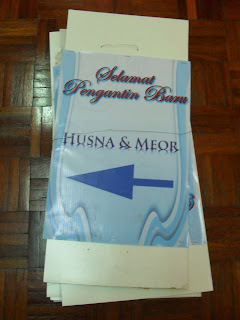 Selamat
Pengantin Baru
HUSNA & MEOR